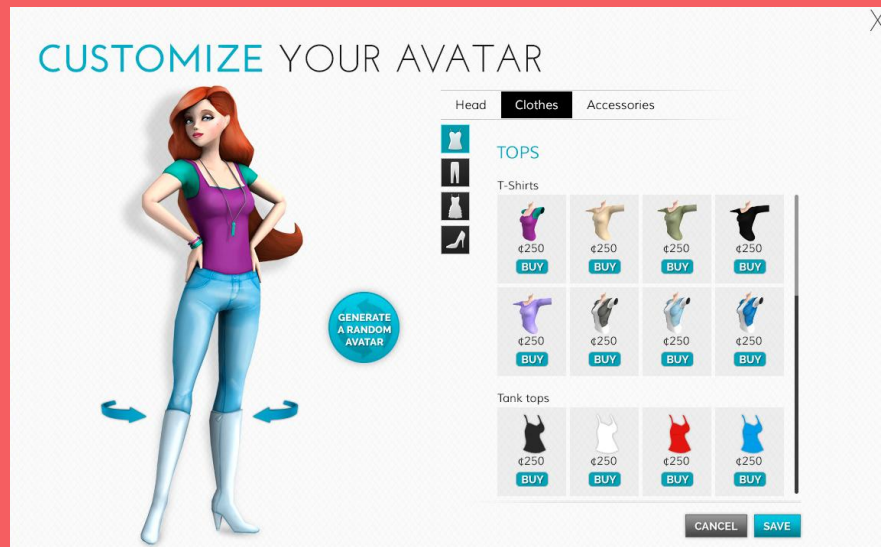 X
CUSTOMIZE YOUR AVATAR
Head Clothes Accessories
TOPS
T-Shirts
¢250 ¢250 ¢250 ¢250
BUY BUY BUY BUY
¢250 ¢250 ¢250 ¢250
BUY BUY BUY BUY
GENERATE
A RANDOM
AVATAR
Tank tops
¢250 ¢250 ¢250 ¢250
BUY BUY BUY BUY
CANCEL SAVE